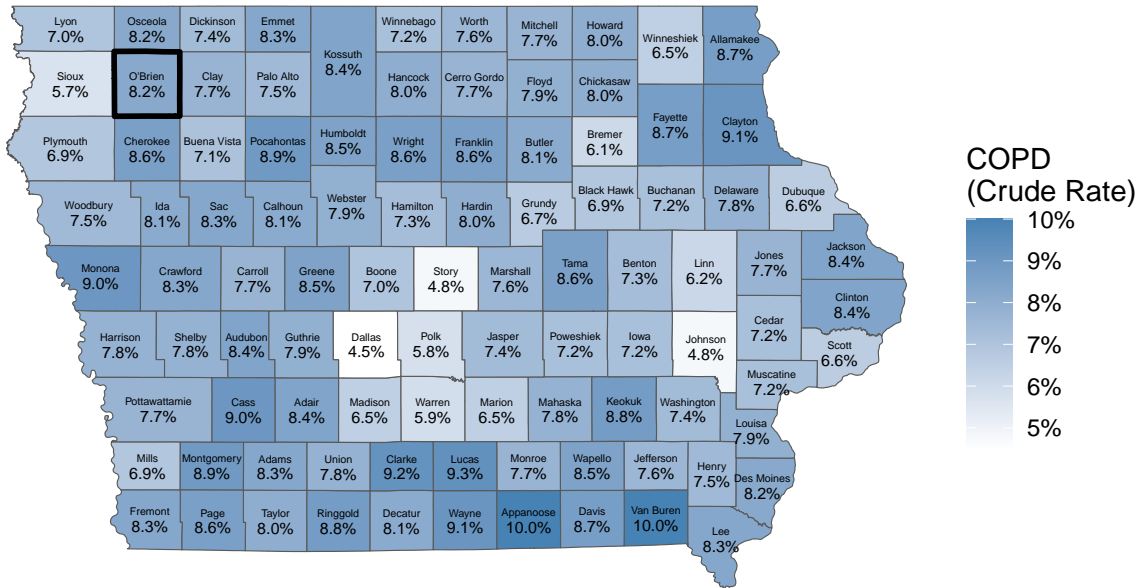 Lyon
7.0%
Osceola
8.2%
Dickinson
7.4%
Emmet
8.3%
Kossuth
8.4%
Winnebago
7.2%
Worth
7.6%
Mitchell
7.7%
Howard
8.0%
Winneshiek
6.5%
Allamakee
8.7%
Sioux
5.7%
O'Brien
8.2%
Clay
7.7%
Palo Alto
7.5%
Hancock
8.0%
Cerro Gordo
7.7%
Floyd
7.9%
Chickasaw
8.0%
Fayette
8.7%
Clayton
9.1%
Plymouth
6.9%
Cherokee
8.6%
Buena Vista
7.1%
Pocahontas
8.9%
Humboldt
8.5%
Wright
8.6%
Franklin
8.6%
Butler
8.1%
Bremer
6.1%
Woodbury
7.5%
Ida
8.1%
Sac
8.3%
Calhoun
8.1%
Webster
7.9%
Hamilton
7.3%
Hardin
8.0%
Grundy
6.7%
Black Hawk
6.9%
Buchanan
7.2%
Delaware
7.8%
Dubuque
6.6%
Monona
9.0%
Crawford
8.3%
Carroll
7.7%
Greene
8.5%
Boone
7.0%
Story
4.8%
Marshall
7.6%
Tama
8.6%
Benton
7.3%
Linn
6.2%
Jones
7.7%
Jackson
8.4%
Clinton
8.4%
Harrison
7.8%
Shelby
7.8%
Audubon
8.4%
Guthrie
7.9%
Dallas
4.5%
Polk
5.8%
Jasper
7.4%
Poweshiek
7.2%
Iowa
7.2%
Johnson
4.8%
Cedar
7.2%
Scott
6.6%
Muscatine
7.2%
Pottawattamie
7.7%
Cass
9.0%
Adair
8.4%
Madison
6.5%
Warren
5.9%
Marion
6.5%
Mahaska
7.8%
Keokuk
8.8%
Washington
7.4%
Louisa
7.9%
Mills
6.9%
Montgomery
8.9%
Adams
8.3%
Union
7.8%
Clarke
9.2%
Lucas
9.3%
Monroe
7.7%
Wapello
8.5%
Jefferson
7.6%
Henry
7.5%
Des Moines
8.2%
Fremont
8.3%
Page
8.6%
Taylor
8.0%
Ringgold
8.8%
Decatur
8.1%
Wayne
9.1%
Appanoose
10.0%
Davis
8.7%
Van Buren
10.0%
Lee
8.3%
COPD
(Crude Rate)
10%
9%
8%
7%
6%
5%